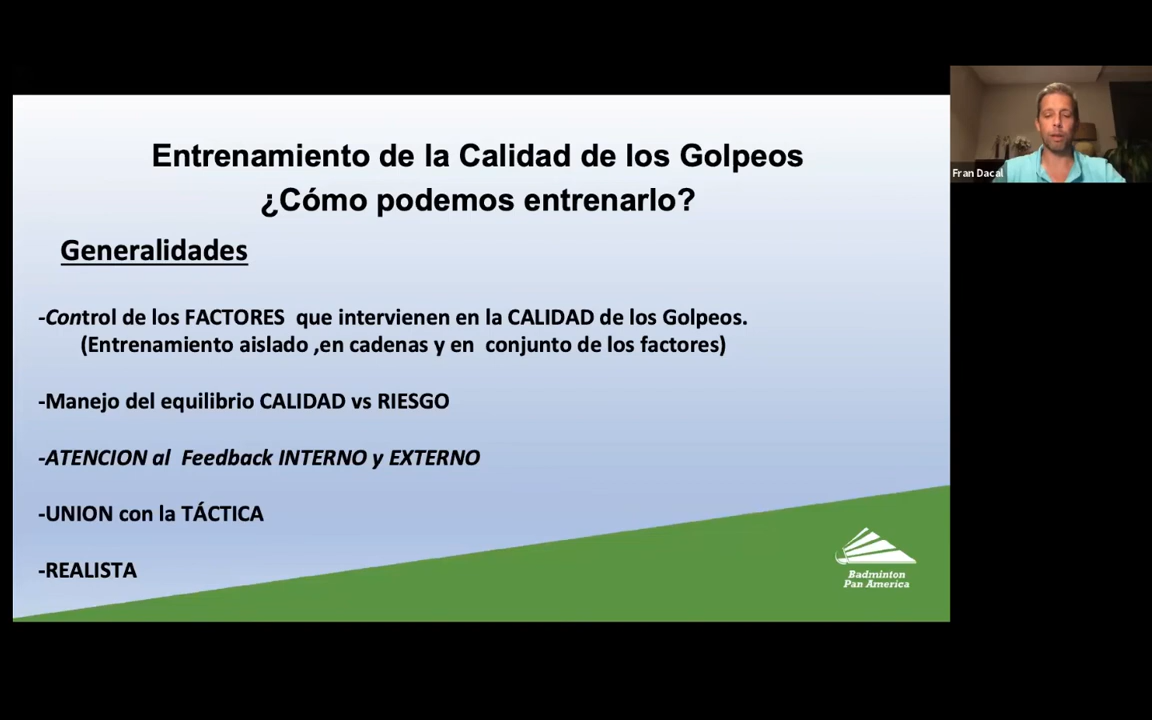 Entrenamiento de la Calidad de los Golpeos
¿Cómo podemos entrenarlo?
Generalidades
-Control de los FACTORES que intervienen en la CALIDAD de los Golpeos.
(Entrenamiento aislado ,en cadenas y en conjunto de los factores)
-Manejo del equilibrio CALIDAD vs RIESGO
-ATENCION al Feedback INTERNO y EXTERNO
-UNION con la TÁCTICA
-REALISTA
Badminton
Pan America
Fran Dacal